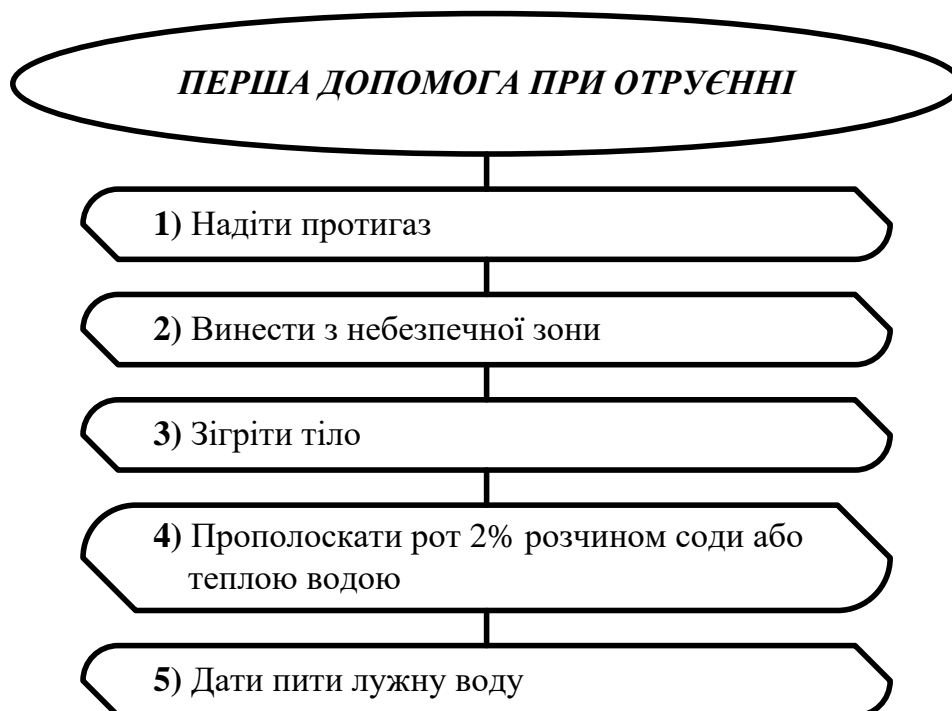 ПЕРША ДОПОМОГА ПРИ ОТРУЄННІ
1) Надіти протигаз
2) Винести з небезпечної зони
3) Зігріти тіло
4) Прополоскати рот 2% розчином соди або
теплою водою
5) Дати пити лужну воду